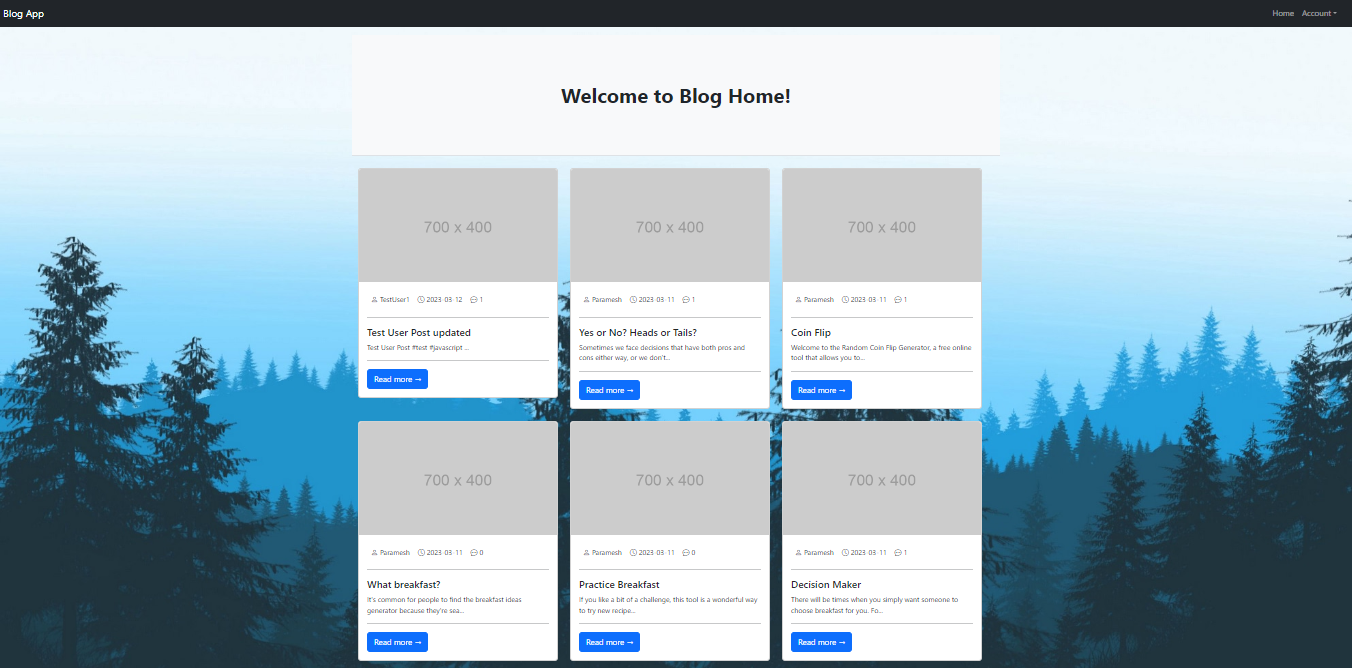 Blog App
Home Account
Welcome to Blog Home!
700 x 400
700 x 400
700 x 400
TestUser1 2023-03-12 1
Paramesh 2023-03-11 1
Paramesh 2023-03-11 1
Test User Post updated
Test User Post #test #javascript ...
Read more →
Yes or No? Heads or Tails?
Sometimes we face decisions that have both pros and
cons either way, or we don't...
Read more →
Coin Flip
Welcome to the Random Coin Flip Generator, a free online
tool that allows you to...
Read more →
700 x 400
700 x 400
700 x 400
Paramesh 2023-03-11 0
Paramesh 2023-03-11 0
Paramesh 2023-03-11 1
What breakfast?
It's common for people to find the breakfast ideas
generator because they're sea...
Read more →
Practice Breakfast
If you like a bit of a challenge, this tool is a wonderful way
to try new recipe...
Read more →
Decision Maker
There will be times when you simply want someone to
choose breakfast for you. Fo...
Read more →